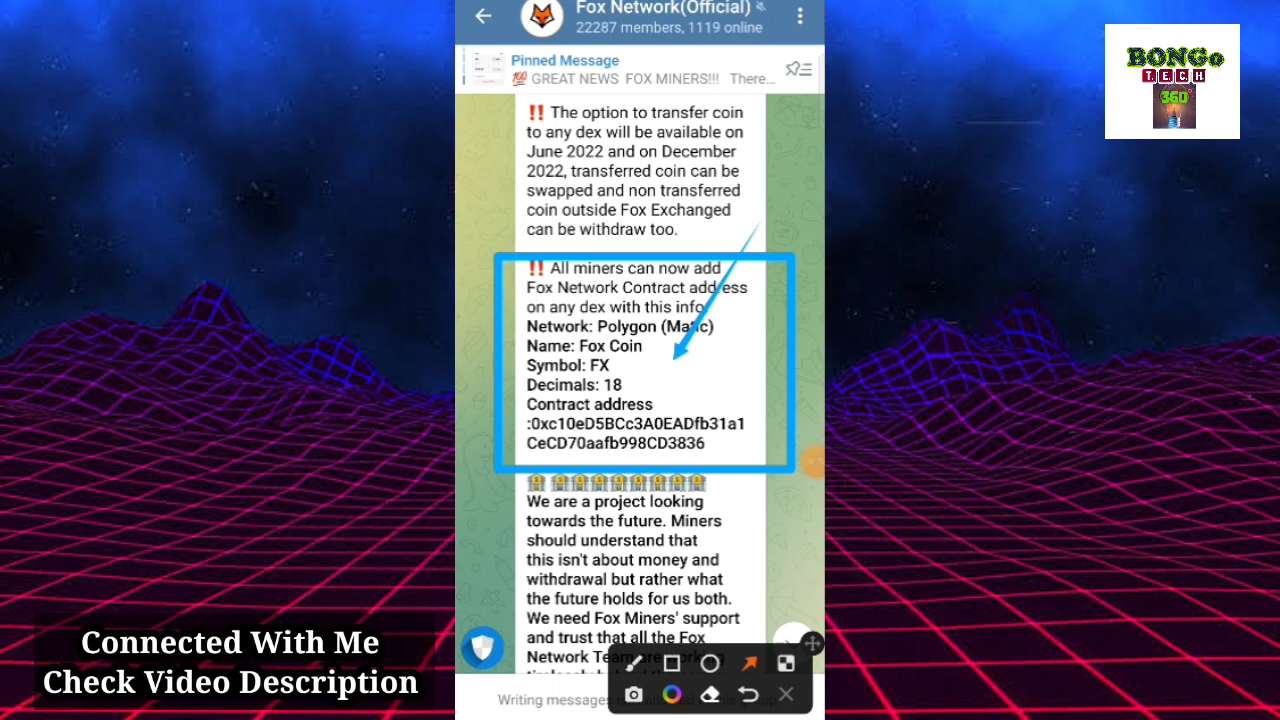 Fox Network(Official)
22287 members, 1119 online
Pinned Message
💯 GREAT NEWS FOX MINERS!!! There...
‼️ The option to transfer coin
to any dex will be available on
June 2022 and on December
2022, transferred coin can be
swapped and non transferred
coin outside Fox Exchanged
can be withdraw too.
‼️ All miners can now add
Fox Network Contract address
on any dex with this info
Network: Polygon (Matic)
Name: Fox Coin
Symbol: FX
Decimals: 18
Contract address
:0xc10eD5BCc3A0EADfb31a1
CeCD70aafb998CD3836
We are a project looking
towards the future. Miners
should understand that
this isn't about money and
withdrawal but rather what
the future holds for us both.
We need Fox Miners' support
and trust that all the Fox
Network Team are working
Writing messages
BONGo
TECH
360°
Connected With Me
Check Video Description